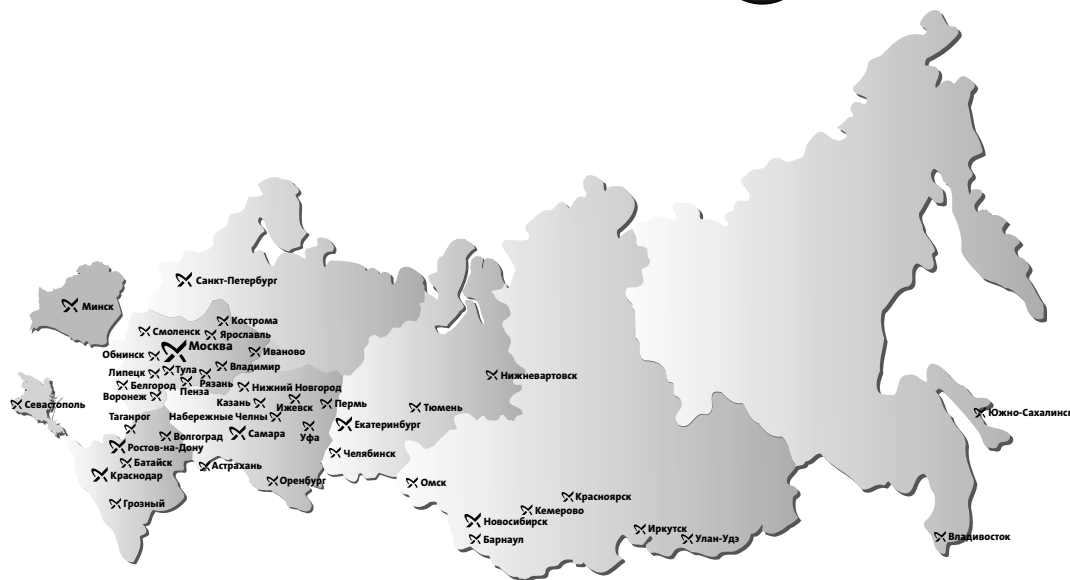 Санкт-Петербург
Минск
Кострома
Смоленск
Ярославль
Москва
Обнинск
Иваново
Липецк
Тула
Владимир
Белгород
Рязань
Пенза
Нижний Новгород
Воронеж
Казань
Ижевск
Пермь
Севастополь
Таганрог
Набережные Челны
Нижневартовск
Тюмень
Южно-Сахалинск
Екатеринбург
Волгоград
Самара
Уфа
Ростов-на-Дону
Челябинск
Батайск
Астрахань
Краснодар
Оренбург
Омск
Грозный
Красноярск
Кемерово
Новосибирск
Иркутск
Барнаул
Улан-Удэ
Владивосток